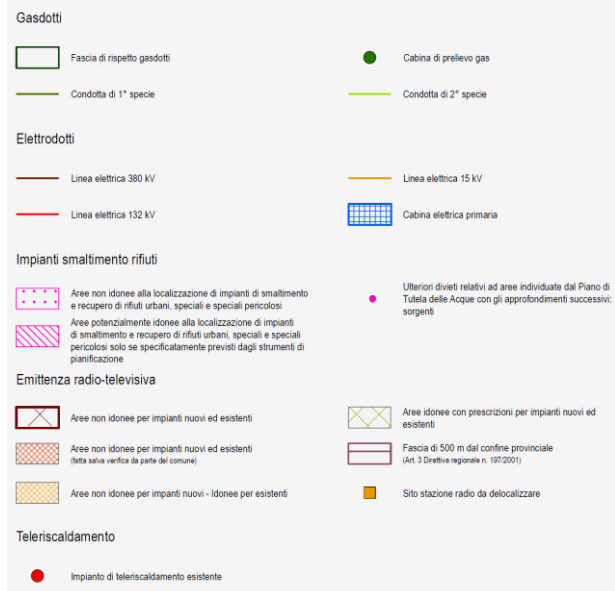 Gasdotti
Fascia di rispetto gasdotti
Cabina di prelievo gas
Condotta di 1° specie
Condotta di 2° specie
Elettrodotti
Linea elettrica 380 kV
Linea elettrica 15 kV
Linea elettrica 132 kV
Cabina elettrica primaria
Impianti smaltimento rifiuti
Aree non idonee alla localizzazione di impianti di smaltimento
e recupero di rifiuti urbani, speciali e speciali pericolosi
Ulteriori divieti relativi ad aree individuate dal Piano di
Tutela delle Acque con gli approfondimenti successivi:
sorgenti
Aree potenzialmente idonee alla localizzazione di impianti
di smaltimento e recupero di rifiuti urbani, speciali e speciali
pericolosi solo se specificatamente previsti dagli strumenti di
pianificazione
Emittenza radio-televisiva
Aree non idonee per impianti nuovi ed esistenti
Aree idonee con prescrizioni per impianti nuovi ed
esistenti
Aree non idonee per impianti nuovi ed esistenti
(fatta salva verifica da parte del comune)
Fascia di 500 m dal confine provinciale
(Art. 3 Direttiva regionale n. 197/2001)
Aree non idonee per impanti nuovi - Idonee per esistenti
Sito stazione radio da delocalizzare
Teleriscaldamento
Impianto di teleriscaldamento esistente